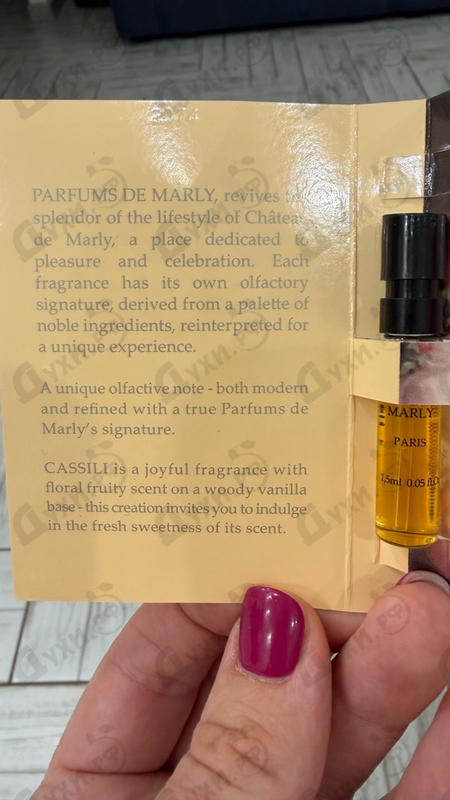 PARFUMS DE MARLY, revives the
splendor of the lifestyle of Château
de Marly, a place dedicated to
pleasure and celebration. Each
fragrance has its own olfactory
signature, derived from a palette of
noble ingredients, reinterpreted for
a unique experience.
A unique olfactive note - both modern
and refined with a true Parfums de
Marly's signature.
CASSILI is a joyful fragrance with
floral fruity scent on a woody vanilla
base - this creation invites you to indulge
in the fresh sweetness of its scent.
MARLY
PARIS
1,5ml 0.05 fl.
Духи.рф